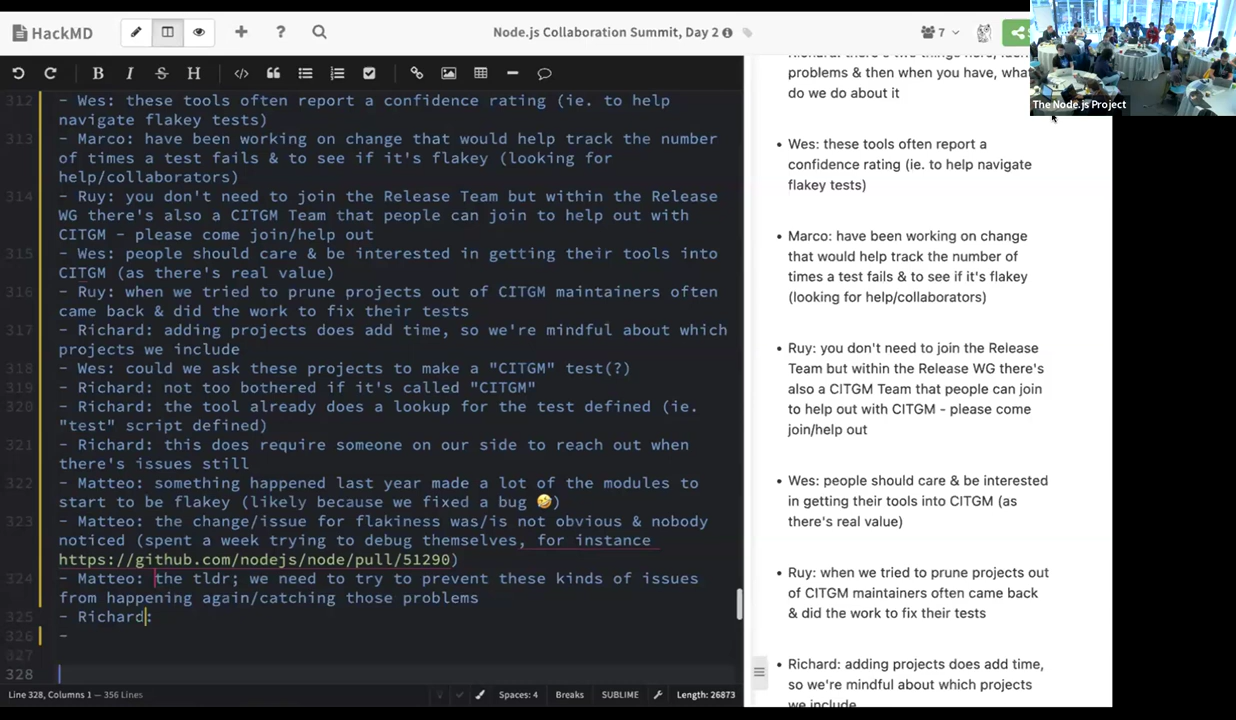 HackMD
Node.js Collaboration Summit, Day 2
7
The Node.js Project
312 - Wes: these tools often report a confidence rating (ie. to help
navigate flakey tests)
313 - Marco: have been working on change that would help track the number
of times a test fails & to see if it's flakey (looking for
help/collaborators)
314 - Ruy: you don't need to join the Release Team but within the Release
WG there's also a CITGM Team that people can join to help out with
CITGM - please come join/help out
315 - Wes: people should care & be interested in getting their tools into
CITGM (as there's real value)
316 - Ruy: when we tried to prune projects out of CITGM maintainers often
came back & did the work to fix their tests
317 - Richard: adding projects does add time, so we're mindful about which
projects we include
318 - Wes: could we ask these projects to make a "CITGM" test(?)
319 - Richard: not too bothered if it's called "CITGM"
320 - Richard: the tool already does a lookup for the test defined (ie.
"test" script defined)
321 - Richard: this does require someone on our side to reach out when
there's issues still
322 - Matteo: something happened last year made a lot of the modules to
start to be flakey (likely because we fixed a bug 🤣)
323 - Matteo: the change/issue for flakiness was/is not obvious & nobody
noticed (spent a week trying to debug themselves, for instance
https://github.com/nodejs/node/pull/51290)
324 - Matteo: the tldr; we need to try to prevent these kinds of issues
from happening again/catching those problems
325 - Richard:
326 -
327
328
Line 328, Columns 1 — 356 Lines
Spaces: 4
Breaks
SUBLIME
Length: 26873
problems & then when you have, what
do we do about it
• Wes: these tools often report a
confidence rating (ie. to help navigate
flakey tests)
• Marco: have been working on change
that would help track the number of
times a test fails & to see if it's flakey
(looking for help/collaborators)
• Ruy: you don't need to join the Release
Team but within the Release WG there's
also a CITGM Team that people can join
to help out with CITGM - please come
join/help out
• Wes: people should care & be interested
in getting their tools into CITGM (as
there's real value)
• Ruy: when we tried to prune projects out
of CITGM maintainers often came back
& did the work to fix their tests
• Richard: adding projects does add time,
so we're mindful about which projects
we include